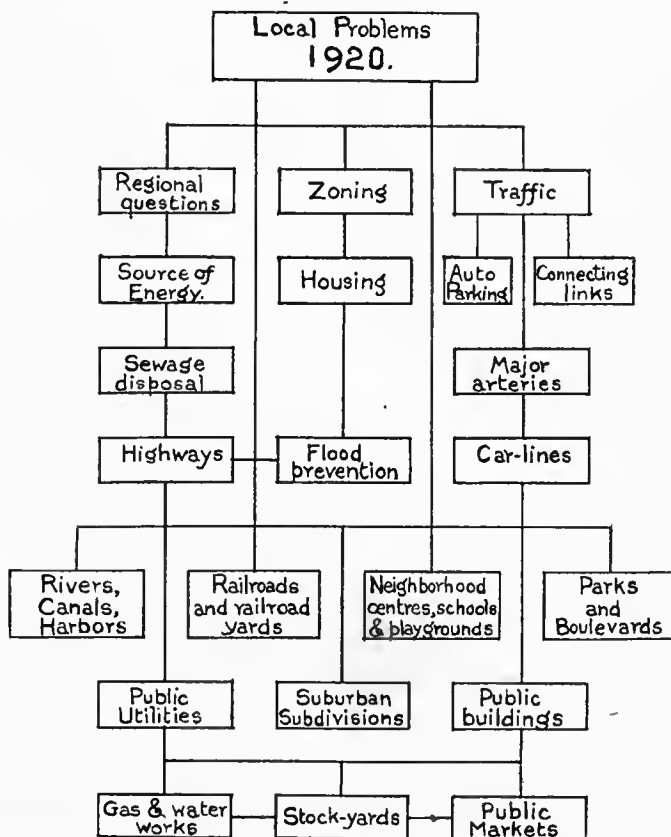 Local Problems
1920.
Regional
questions
Zoning
Traffic
Source of
Energy.
Housing
Auto
Parking
Connecting
links
Sewage
disposal
Major
arteries
Highways
Flood
prevention
Car-lines
Rivers,
Canals,
Harbors
Railroads
and railroad
yards
Neighborhood
centres, schools
& playgrounds
Parks
and
Boulevards
Public
Utilities
Suburban
Subdivisions
Public
buildings
Gas & water
works
Stock-yards
Public
Markets